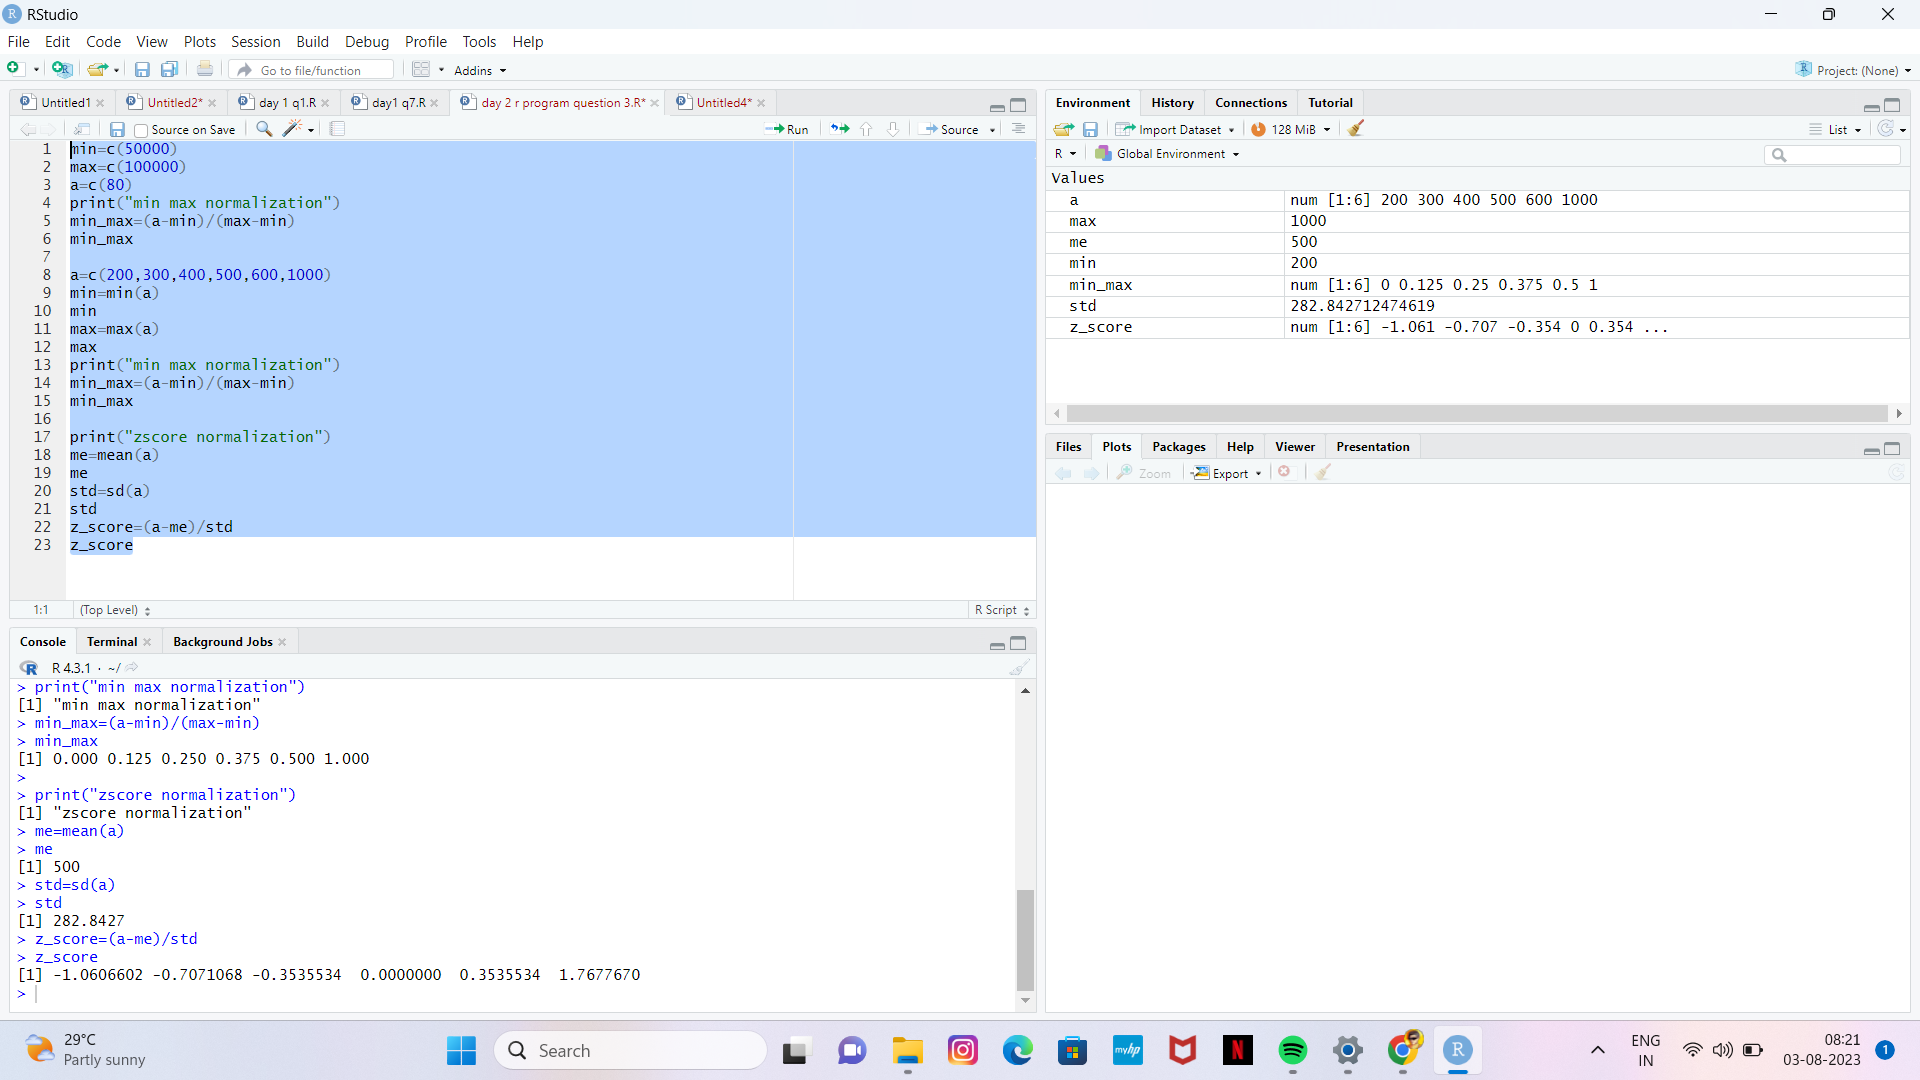 RStudio
File Edit Code View Plots Session Build Debug Profile Tools Help
Go to file/function Addins Project: (None)
Untitled1 Untitled2* day 1 q1.R day1 q7.R day 2 r program question 3.R* Untitled4*
Source on Save Run Source
1 min=c(50000)
2 max=c(100000)
3 a=c(80)
4 print("min max normalization")
5 min_max=(a-min)/(max-min)
6 min_max
7
8 a=c(200,300,400,500,600,1000)
9 min=min(a)
10 min
11 max=max(a)
12 max
13 print("min max normalization")
14 min_max=(a-min)/(max-min)
15 min_max
16
17 print("zscore normalization")
18 me=mean(a)
19 me
20 std=sd(a)
21 std
22 z_score=(a-me)/std
23 z_score
1:1 (Top Level) R Script
Console Terminal Background Jobs
R 4.3.1 · ~/
> print("min max normalization")
[1] "min max normalization"
> min_max=(a-min)/(max-min)
> min_max
[1] 0.000 0.125 0.250 0.375 0.500 1.000
>
> print("zscore normalization")
[1] "zscore normalization"
> me=mean(a)
> me
[1] 500
> std=sd(a)
> std
[1] 282.8427
> z_score=(a-me)/std
> z_score
[1] -1.0606602 -0.7071068 -0.3535534 0.0000000 0.3535534 1.7677670
>
Environment History Connections Tutorial
Import Dataset 128 MiB List
R Global Environment
Values
a num [1:6] 200 300 400 500 600 1000
max 1000
me 500
min 200
min_max num [1:6] 0 0.125 0.25 0.375 0.5 1
std 282.842712474619
z_score num [1:6] -1.061 -0.707 -0.354 0 0.354 ...
Files Plots Packages Help Viewer Presentation
Zoom Export
29°C
Partly sunny
Search
myhp
N
R
ENG
IN
08:21
03-08-2023
1